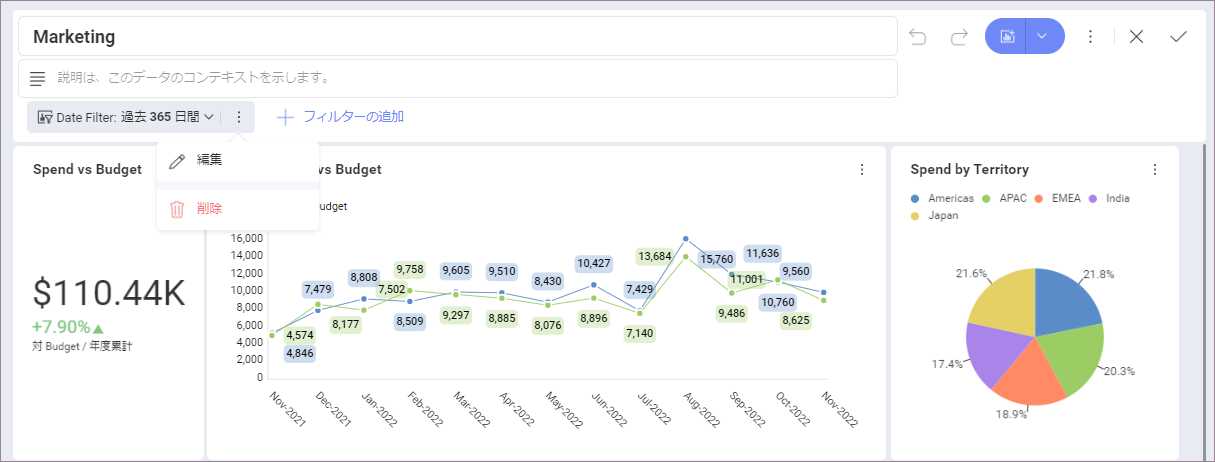 Marketing
説明は、このデータのコンテキストを示します。
Date Filter: 過去 365 日間
フィルターの追加
編集
削除
Spend vs Budget
$110.44K
+7.90%▲
対 Budget / 年度累計
vs Budget
udget
16,000
14,000
12,000
10,000
8,000
6,000
4,000
2,000
0
4,846
7,479
8,808
8,509
9,605
9,510
8,430
10,427
7,429
15,760
11,636
10,760
9,560
4,574
8,177
7,502
9,758
9,297
8,885
8,076
8,896
7,140
13,684
9,486
11,001
8,625
Nov-2021
Dec-2021
Jan-2022
Feb-2022
Mar-2022
Apr-2022
May-2022
Jun-2022
Jul-2022
Aug-2022
Sep-2022
Oct-2022
Nov-2022
Spend by Territory
Americas APAC EMEA India
Japan
21.6%
21.8%
17.4%
20.3%
18.9%